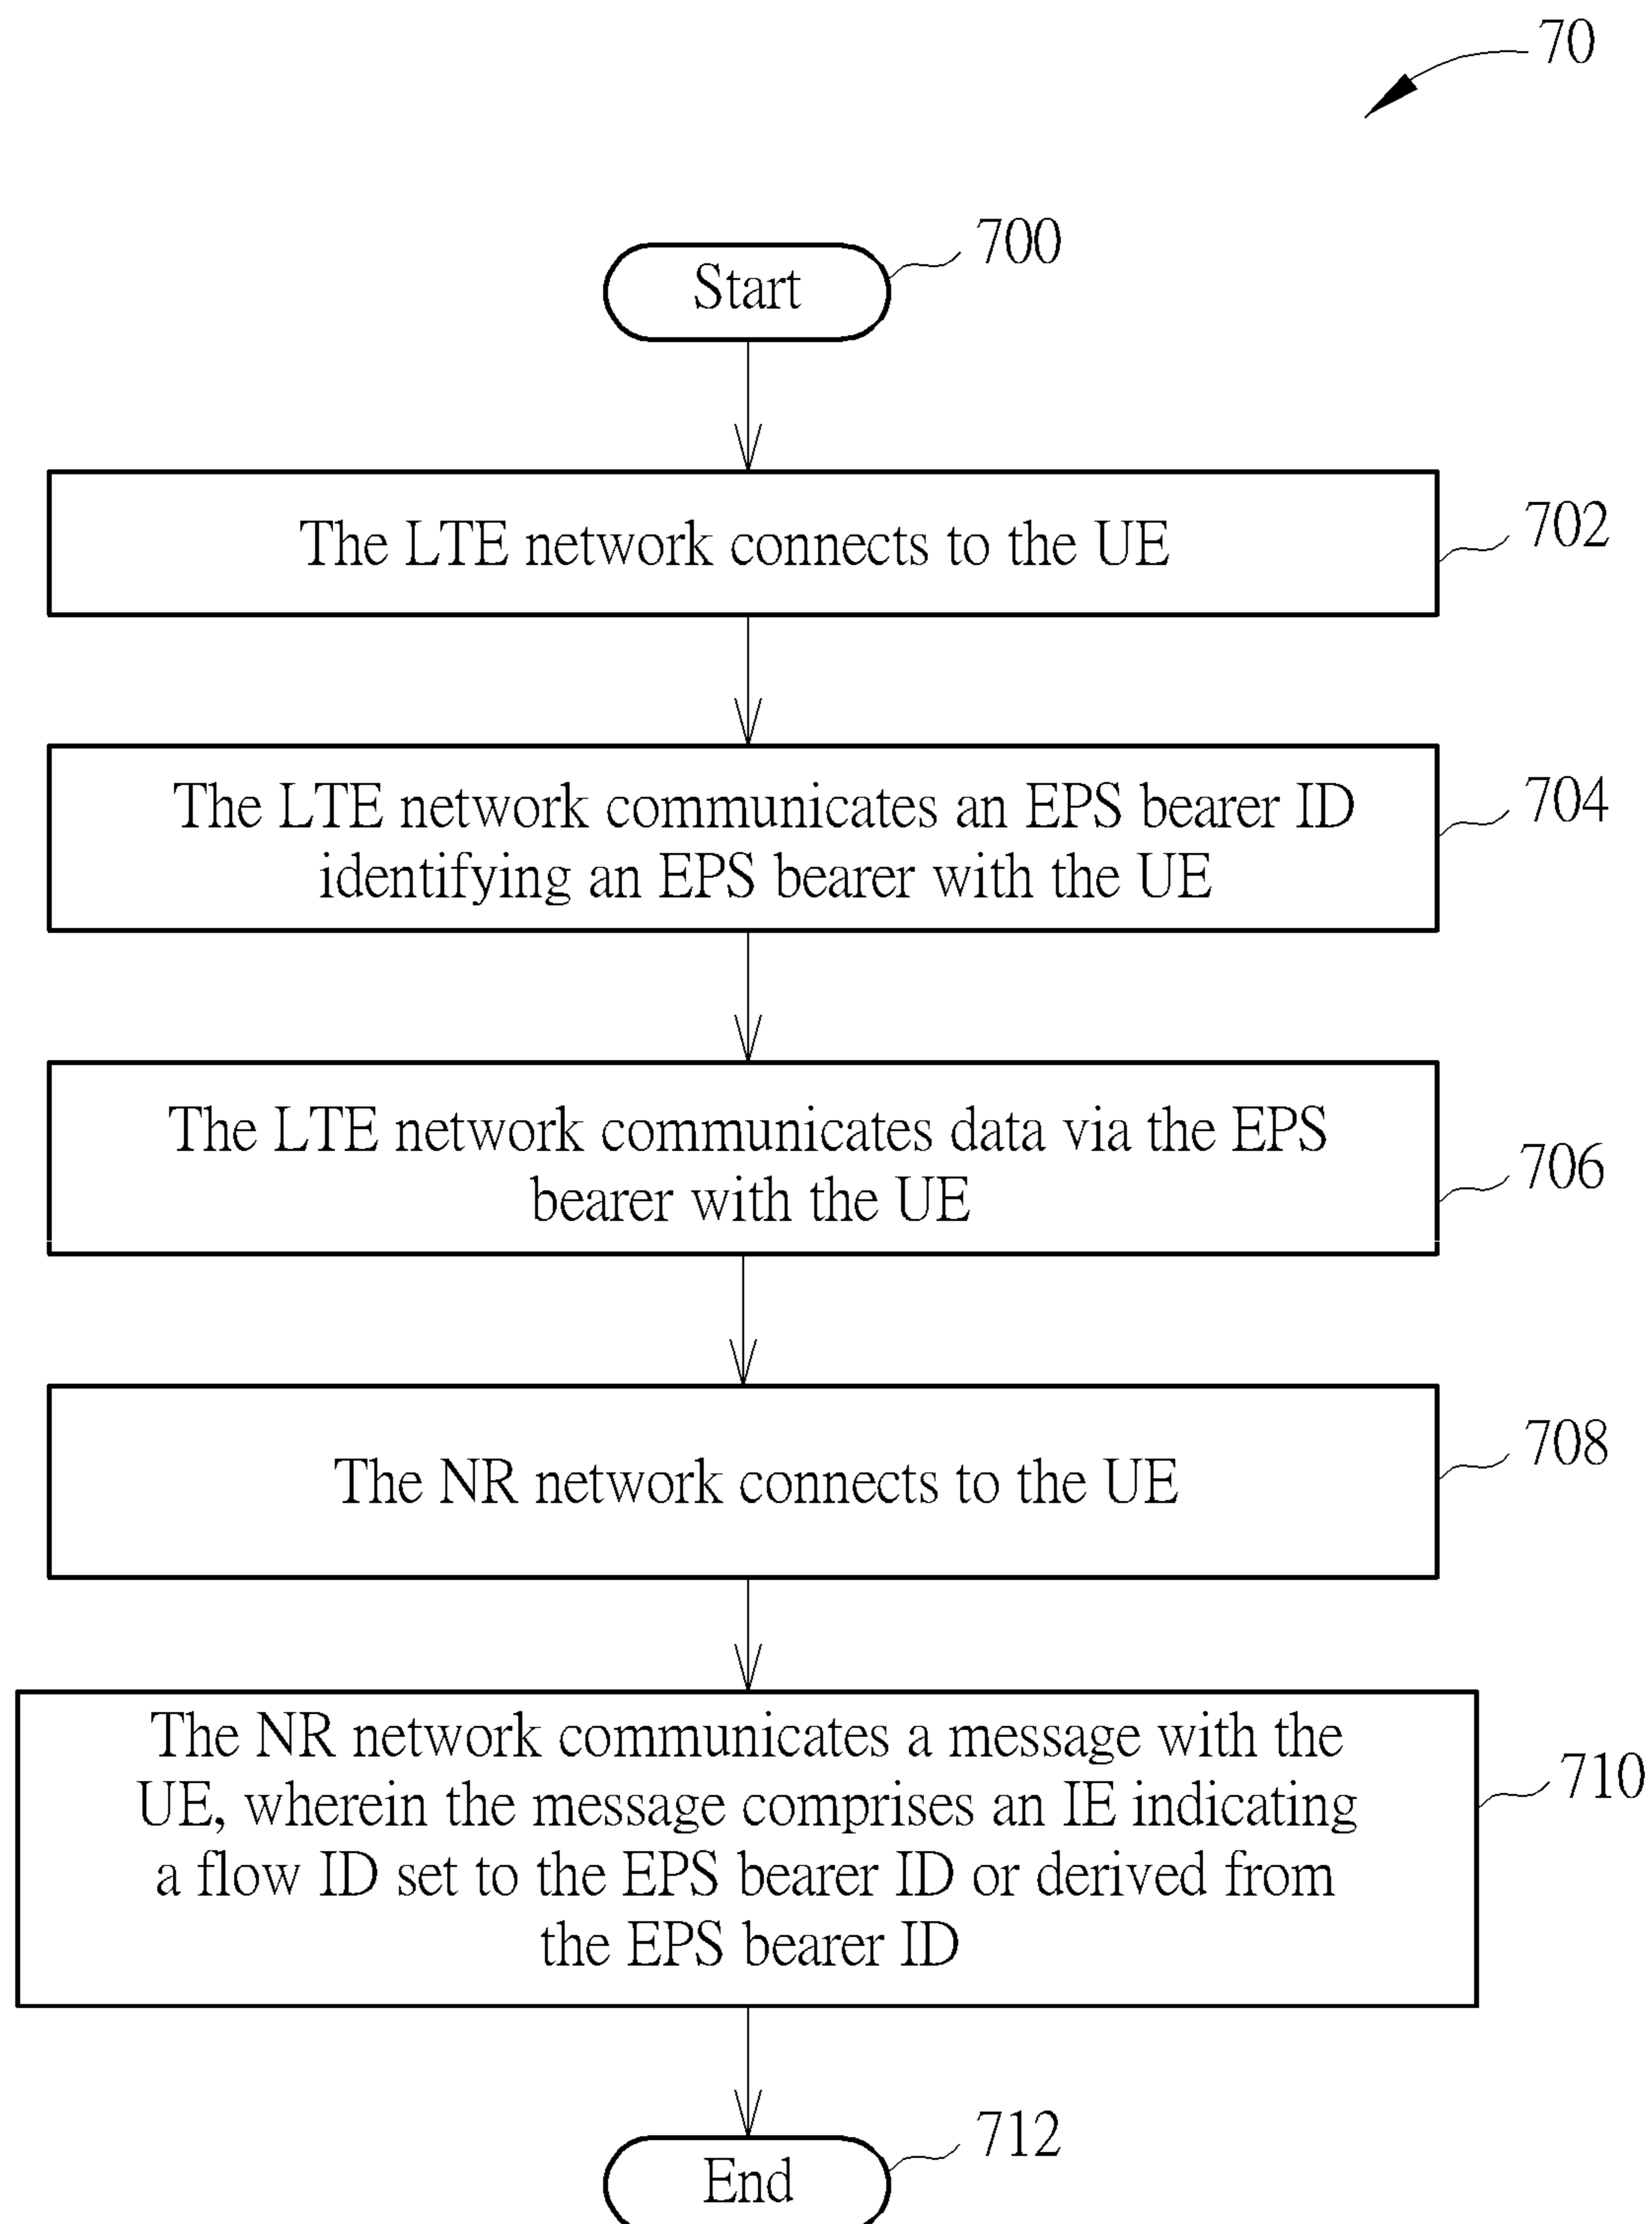 70
700
Start
702
The LTE network connects to the UE
704
The LTE network communicates an EPS bearer ID
identifying an EPS bearer with the UE
The LTE network communicates data via the EPS
706
bearer with the UE
708
The NR network connects to the UE
The NR network communicates a message with the
710
UE, wherein the message comprises an IE indicating
a flow ID set to the EPS bearer ID or derived from
the EPS bearer ID
712
End